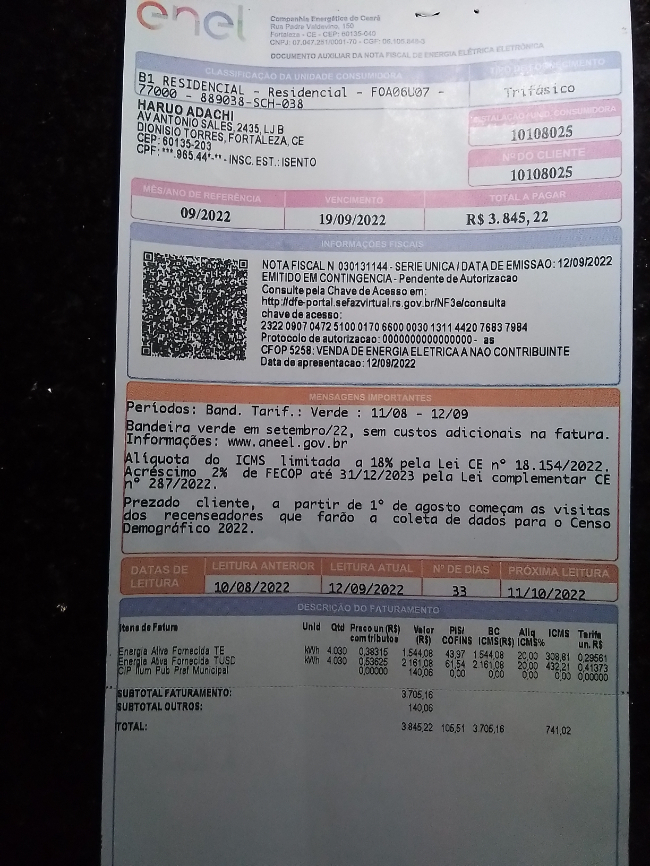 enel
Companhia Energética do Ceará
Rua Padre Valdevino, 150
Fortaleza - CE - CEP: 60135-040
CNPJ: 07.047.251/0001-70 - CGF: 06.105.848-3
DOCUMENTO AUXILIAR DA NOTA FISCAL DE ENERGIA ELÉTRICA ELETRÔNICA
CLASSIFICAÇÃO DA UNIDADE CONSUMIDORA
B1 RESIDENCIAL - Residencial - FOA06U07 -
77000 - 889038-SCH-038
Trifásico
HARUO ADACHI
AV ANTONIO SALES, 2435, LJ B
DIONISIO TORRES, FORTALEZA, CE
CEP: 60135-203
CPF: ***.965.44*-** - INSC. EST.: ISENTO
INSTALAÇÃO/UNID. CONSUMIDORA
10108025
Nº DO CLIENTE
10108025
MÊS/ANO DE REFERÊNCIA VENCIMENTO TOTAL A PAGAR
09/2022 19/09/2022 R$ 3.845,22
INFORMAÇÕES FISCAIS
NOTA FISCAL N 030131144 - SERIE UNICA / DATA DE EMISSAO: 12/09/2022
EMITIDO EM CONTINGENCIA - Pendente de Autorizacao
Consulte pela Chave de Acesso em:
http://dfe-portal.sefazvirtual.rs.gov.br/NF3e/consulta
chave de acesso:
2322 0907 0472 5100 0170 6600 0030 1311 4420 7683 7984
Protocolo de autorizacao: 0000000000000000 - as
CFOP 5258: VENDA DE ENERGIA ELETRICA A NAO CONTRIBUINTE
Data de apresentacao: 12/09/2022
MENSAGENS IMPORTANTES
Períodos: Band. Tarif.: Verde : 11/08 - 12/09
Bandeira verde em setembro/22, sem custos adicionais na fatura.
Informações: www.aneel.gov.br
Alíquota do ICMS limitada a 18% pela Lei CE n° 18.154/2022.
Acréscimo 2% de FECOP até 31/12/2023 pela Lei complementar CE
n° 287/2022.
Prezado cliente, a partir de 1° de agosto começam as visitas
dos recenseadores que farão a coleta de dados para o Censo
Demográfico 2022.
DATAS DE LEITURA LEITURA ANTERIOR LEITURA ATUAL N° DE DIAS PRÓXIMA LEITURA
10/08/2022 12/09/2022 33 11/10/2022
DESCRIÇÃO DO FATURAMENTO
Itens de Fatura Unid Qtd Preco un (R$) com tributos Valor (R$) PIS/ COFINS BC ICMS(R$) Aliq ICMS% ICMS Tarifa un. R$
Energia Ativa Fornecida TE kWh 4.030 0,38315 1.544,08 43,97 1.544,08 20,00 308,81 0,29561
Energia Ativa Fornecida TUSD kWh 4.030 0,53625 2.161,08 61,54 2.161,08 20,00 432,21 0,41373
CIP Ilum Pub Pref Municipal 0,00000 140,06 0,00 0,00 0,00 0,00 0,00000
SUBTOTAL FATURAMENTO: 3.705,16
SUBTOTAL OUTROS: 140,06
TOTAL: 3.845,22 105,51 3.705,16 741,02